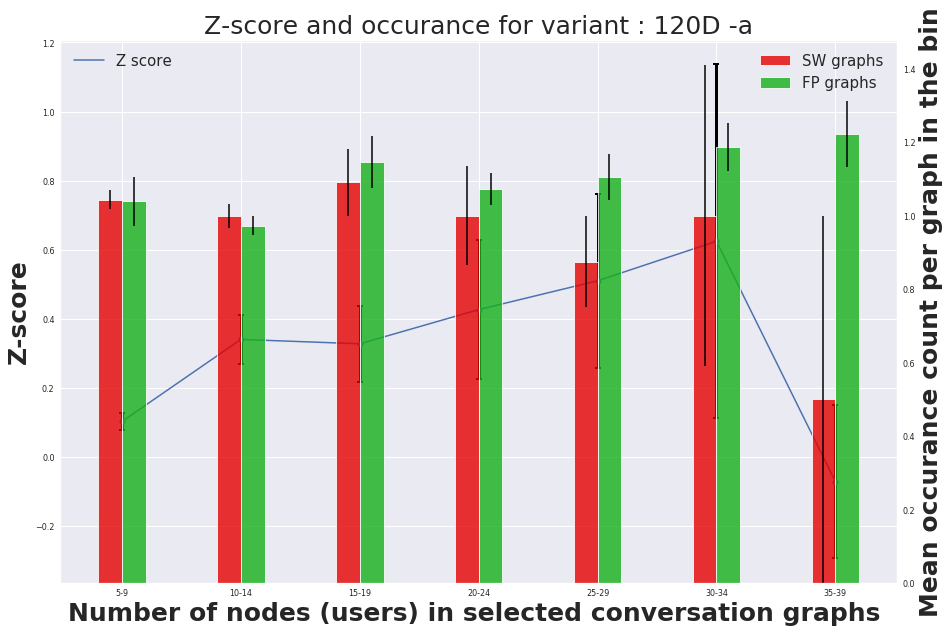 Z-score and occurance for variant : 120D -a
Z score
SW graphs
FP graphs
Z-score
1.2
1.0
0.8
0.6
0.4
0.2
0.0
−0.2
Mean occurance count per graph in the bin
1.4
1.2
1.0
0.8
0.6
0.4
0.2
0.0
5-9 10-14 15-19 20-24 25-29 30-34 35-39
Number of nodes (users) in selected conversation graphs